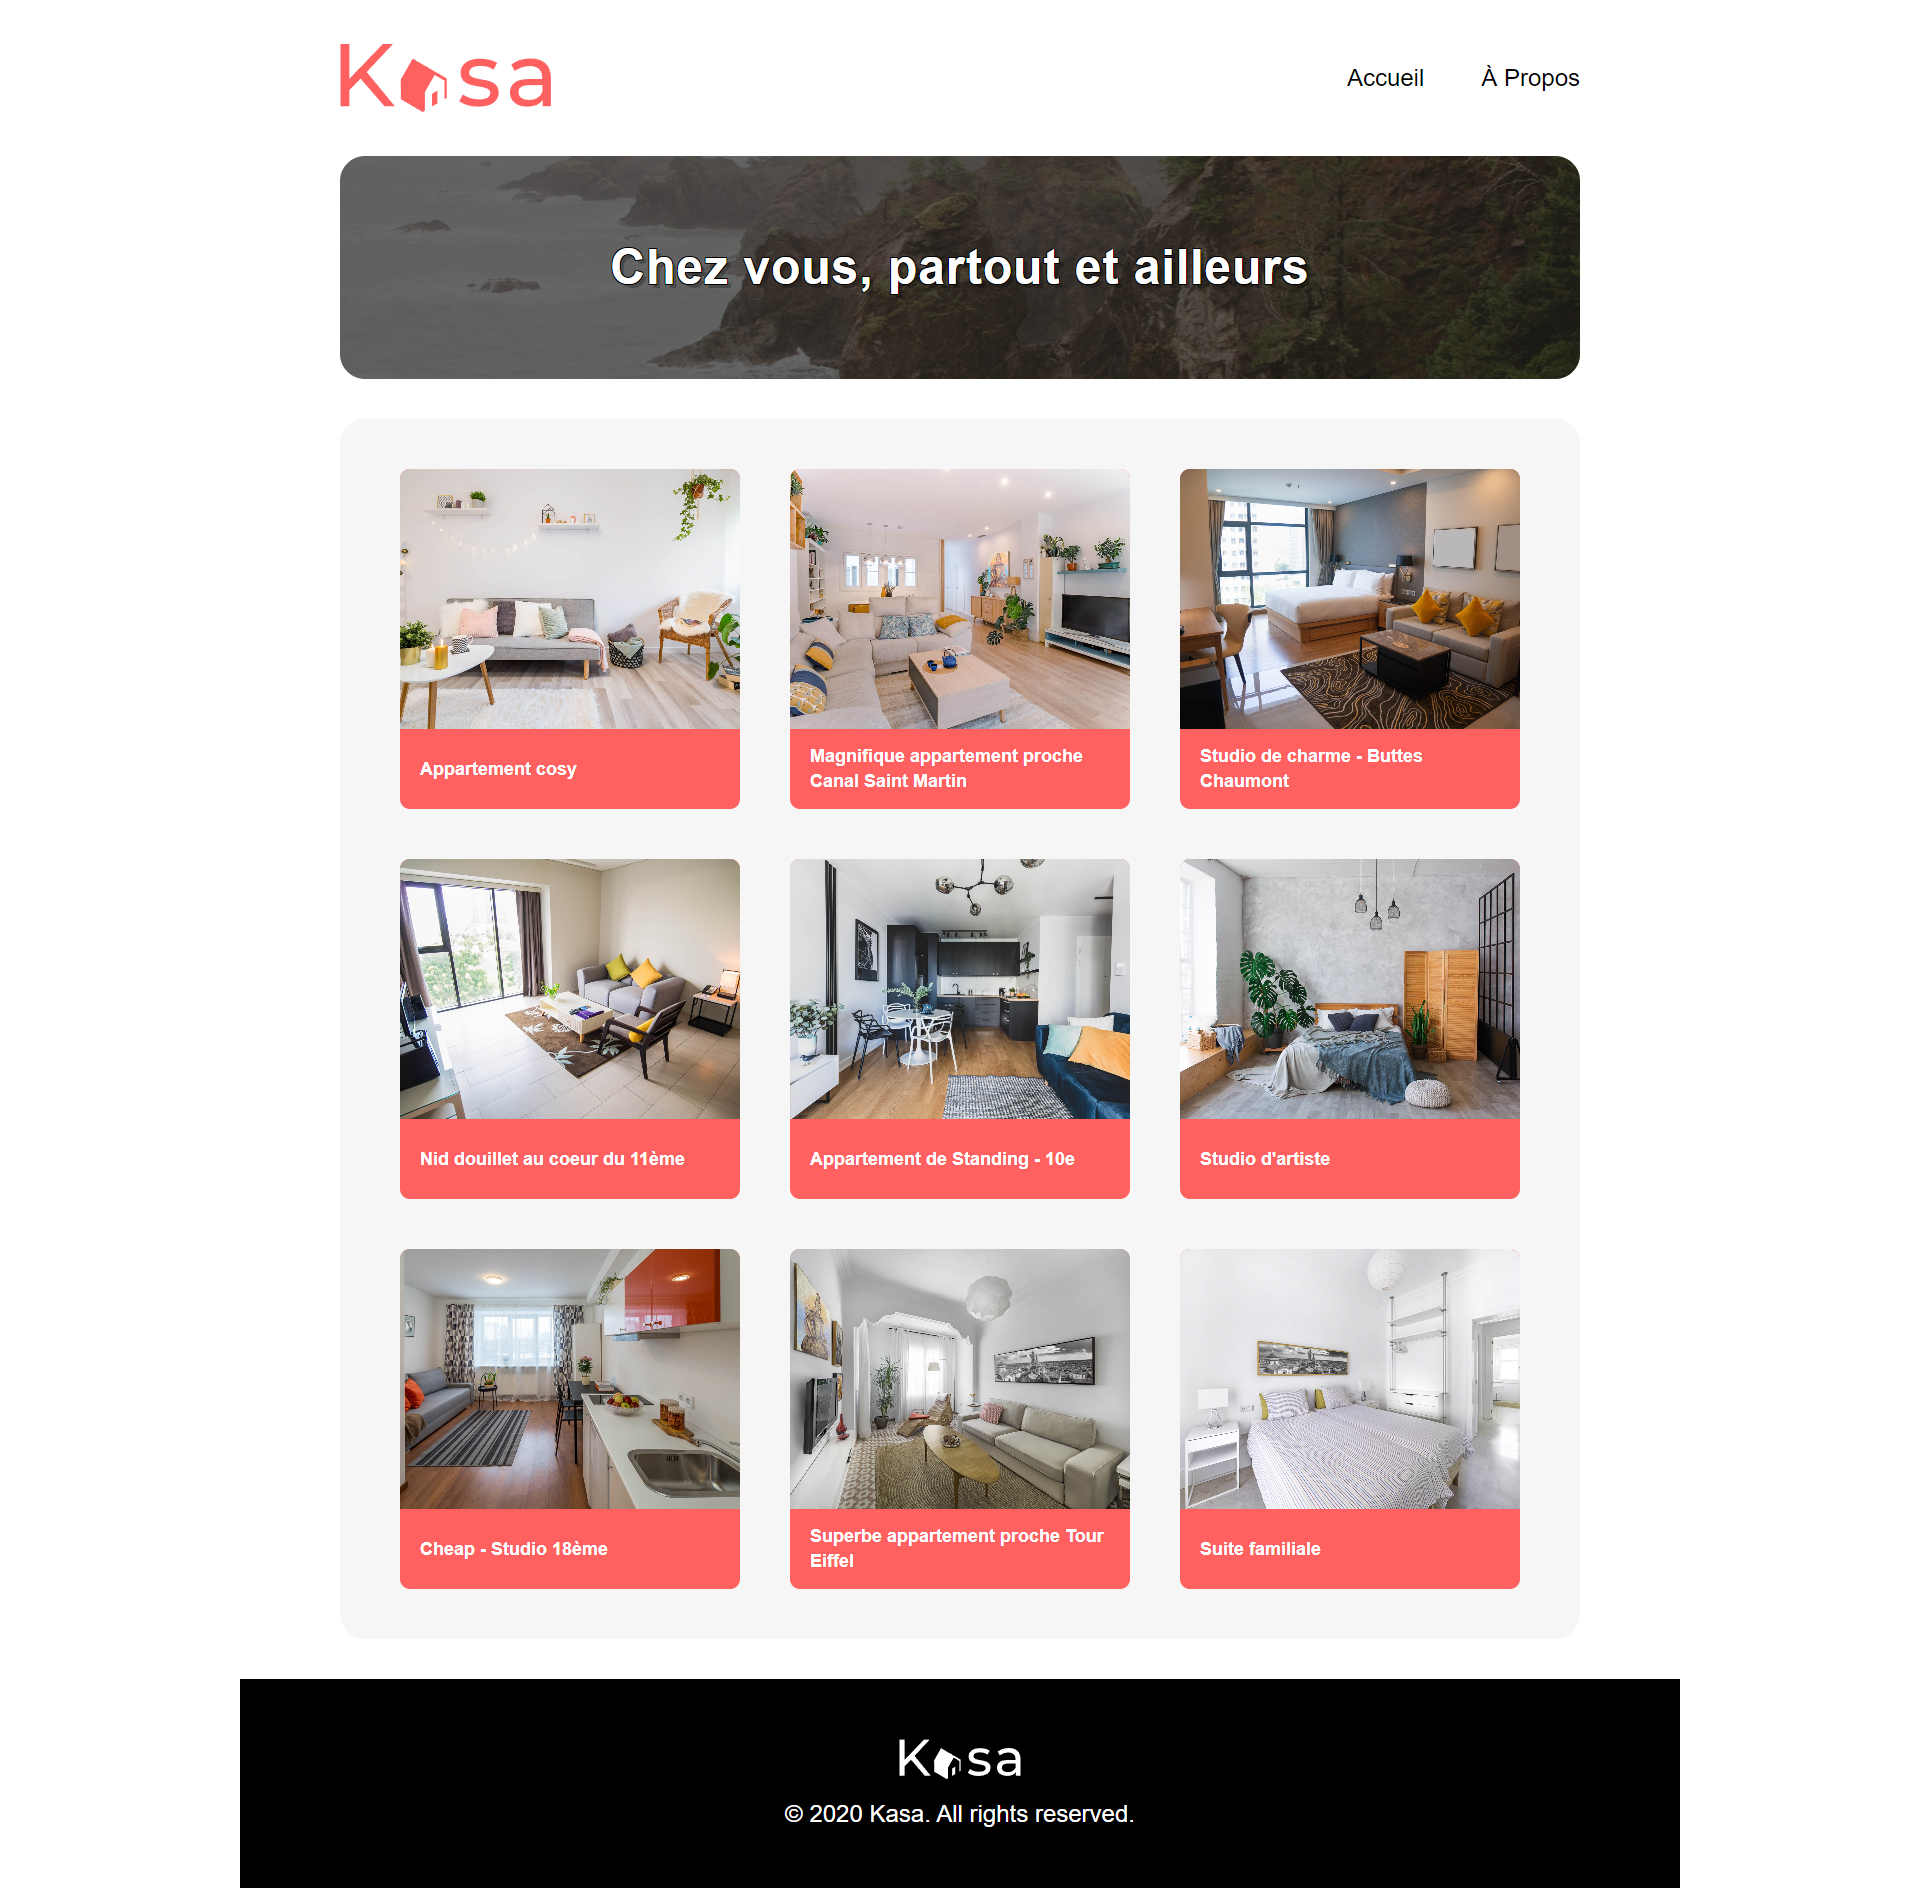 Kasa
Accueil
À Propos
Chez vous, partout et ailleurs
Appartement cosy
Magnifique appartement proche
Canal Saint Martin
Studio de charme - Buttes
Chaumont
Nid douillet au coeur du 11ème
Appartement de Standing - 10e
Studio d'artiste
Cheap - Studio 18ème
Superbe appartement proche Tour
Eiffel
Suite familiale
Kasa
© 2020 Kasa. All rights reserved.